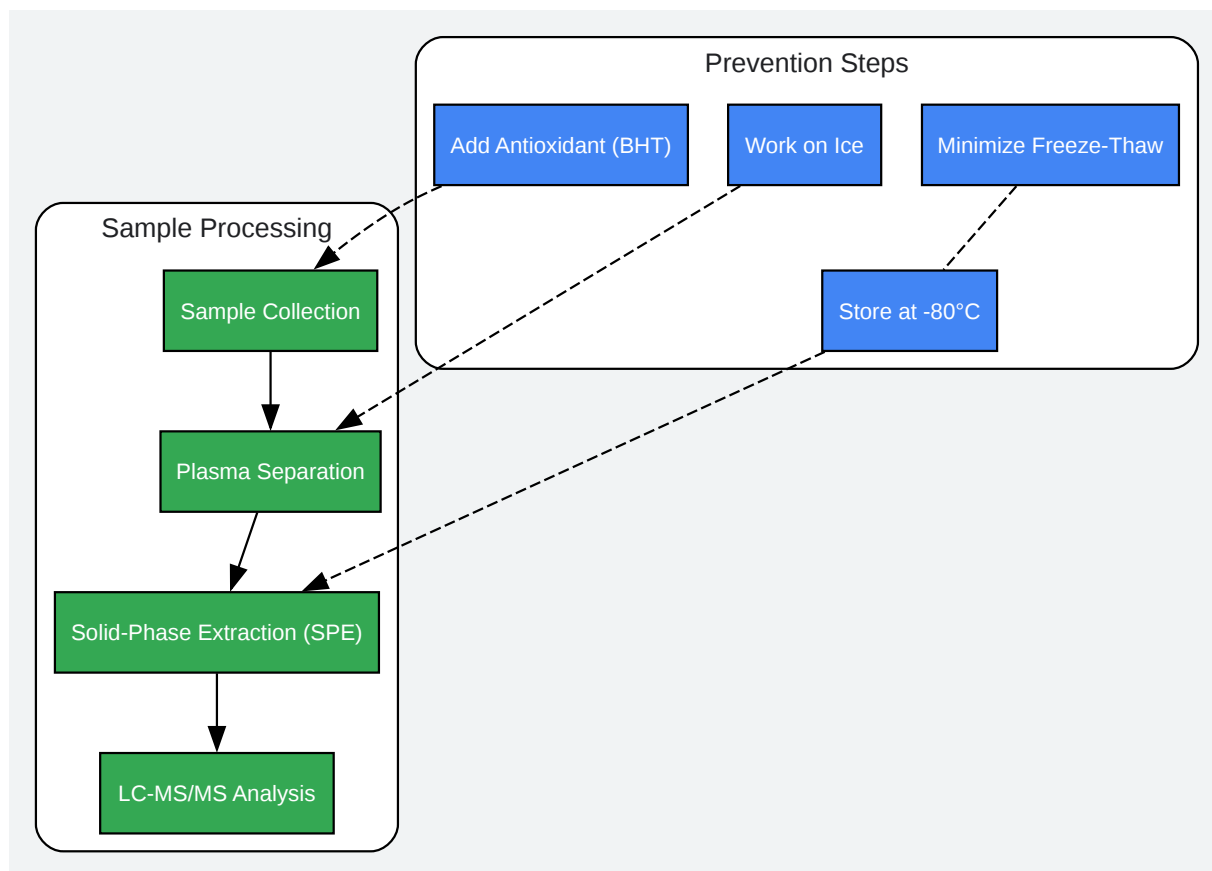 Prevention Steps
Add Antioxidant (BHT)
Work on Ice
Minimize Freeze-Thaw
Store at -80°C
Sample Processing
Sample Collection
Plasma Separation
Solid-Phase Extraction (SPE)
LC-MS/MS Analysis